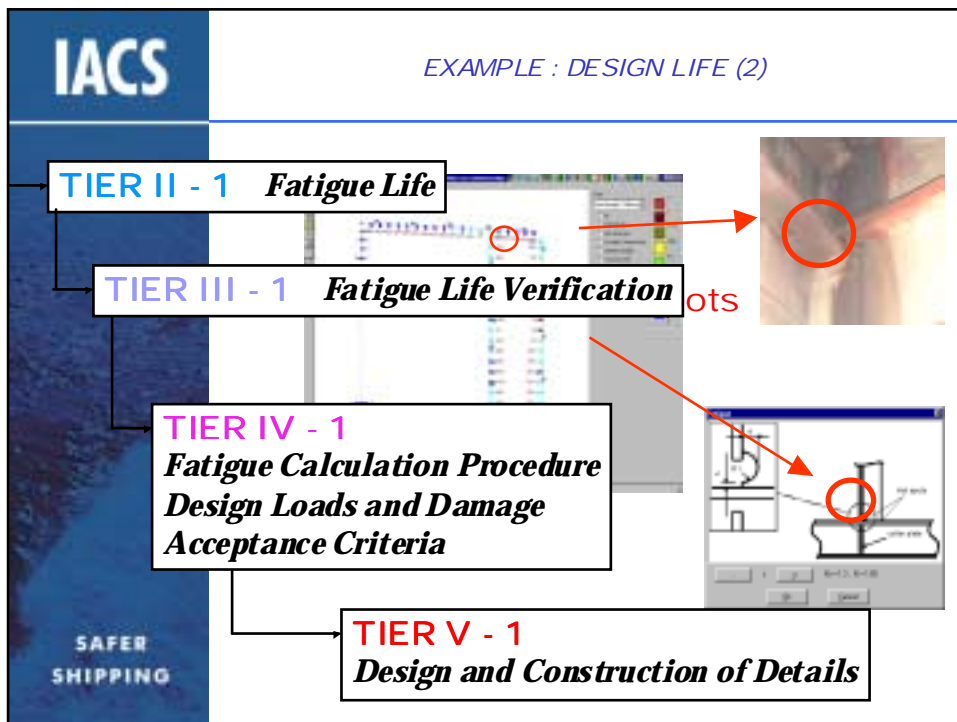 IACS
EXAMPLE : DESIGN LIFE (2)
TIER II - 1 Fatigue Life
TIER III - 1 Fatigue Life Verification
ots
TIER IV - 1
Fatigue Calculation Procedure
Design Loads and Damage
Acceptance Criteria
Cancel
TIER V - 1
Design and Construction of Details
SAFER
SHIPPING